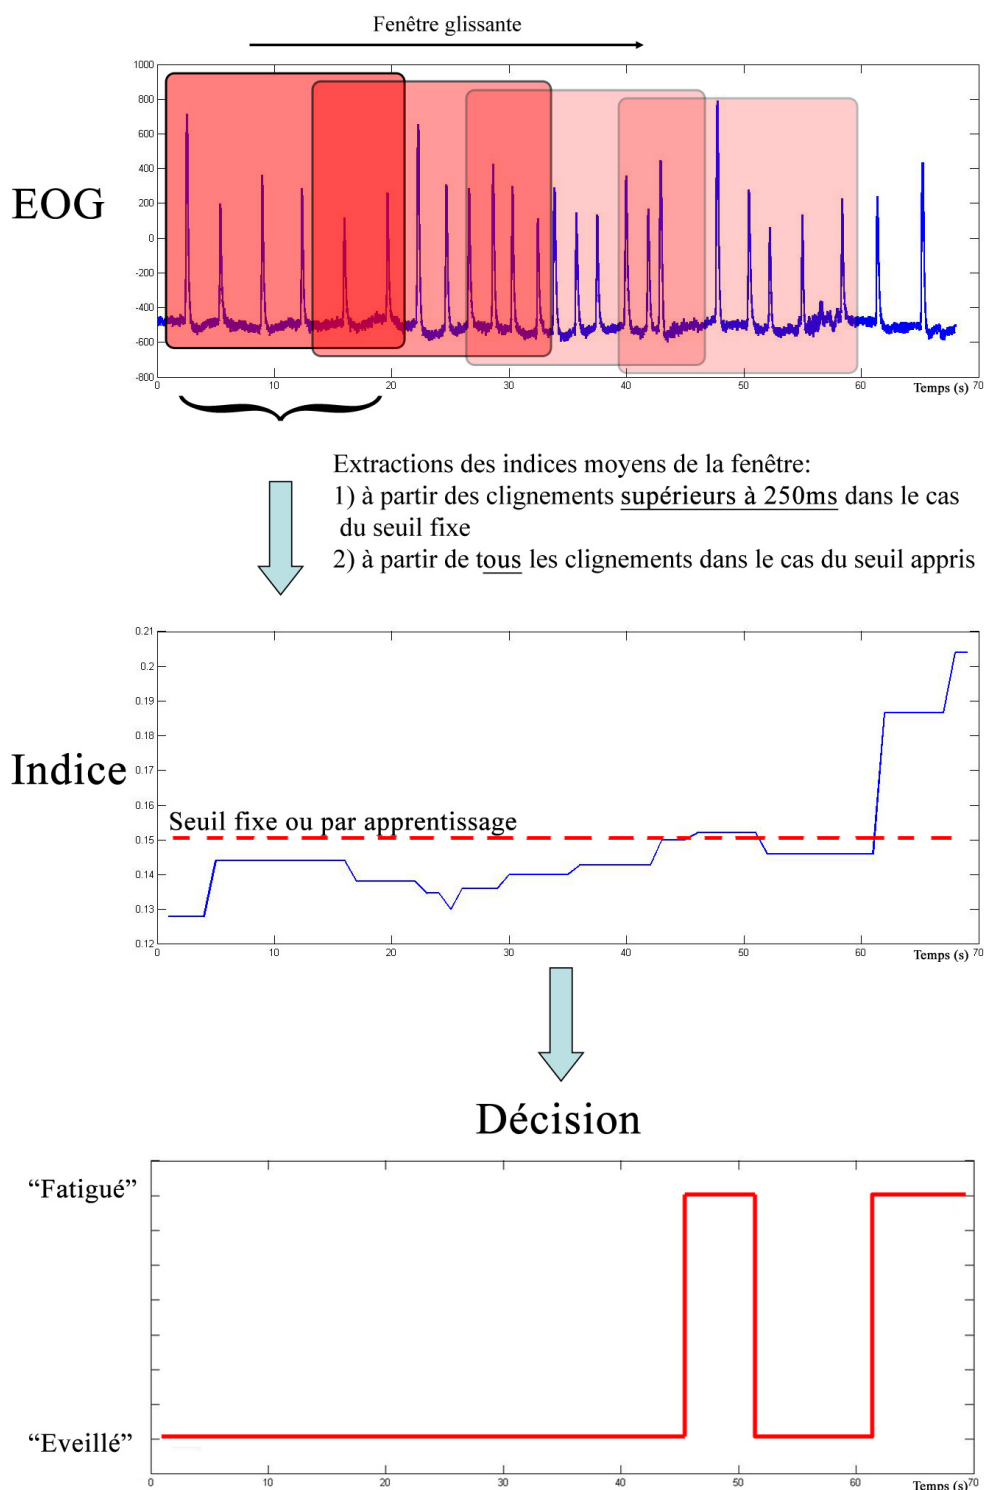 Fenêtre glissante
EOG
1000
800
600
400
200
0
-200
-400
-600
-800
0 10 20 30 40 50 60 70
Temps (s)
Extractions des indices moyens de la fenêtre:
1) à partir des clignements supérieurs à 250ms dans le cas
du seuil fixe
2) à partir de tous les clignements dans le cas du seuil appris
Indice
0.21
0.2
0.19
0.18
0.17
0.16
0.15
0.14
0.13
0.12
Seuil fixe ou par apprentissage
0 10 20 30 40 50 60 70
Temps (s)
Décision
“Fatigué”
“Eveillé”
0 10 20 30 40 50 60 70
Temps (s)